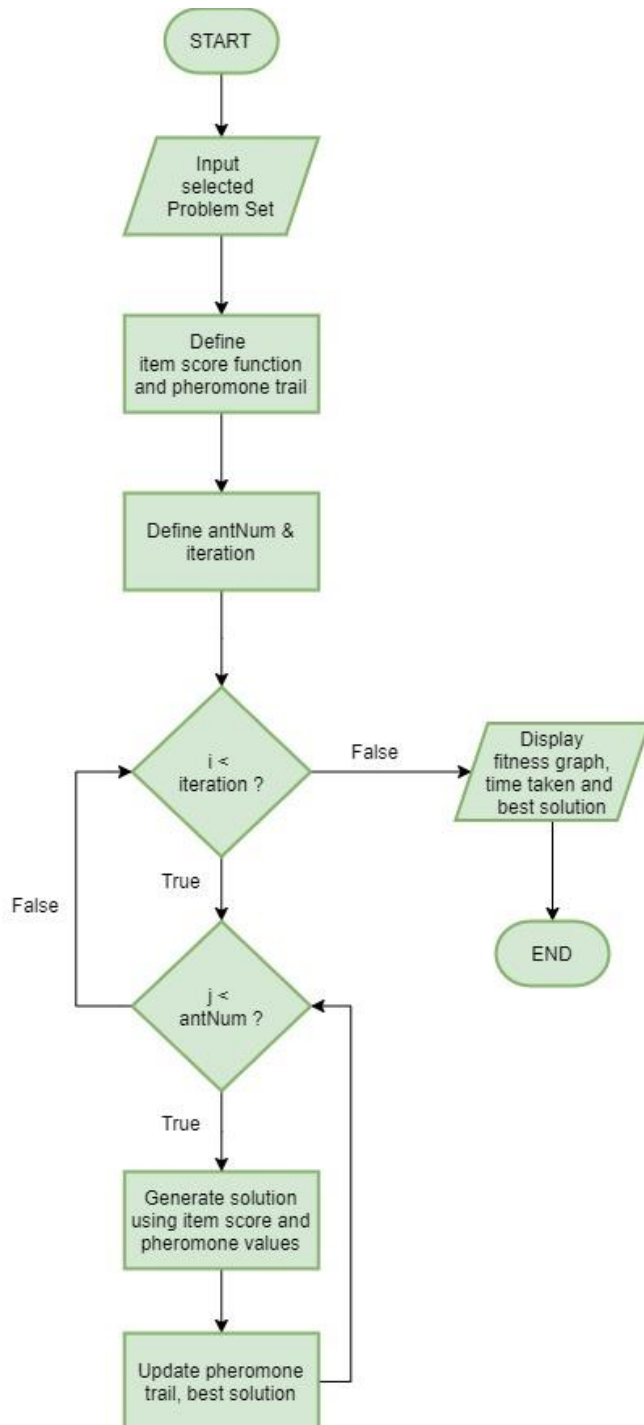 START
Input
selected
Problem Set
Define
item score function
and pheromone trail
Define antNum &
iteration
i <
iteration ?
False
Display
fitness graph,
time taken and
best solution
True
False
END
j <
antNum ?
True
Generate solution
using item score and
pheromone values
Update pheromone
trail, best solution